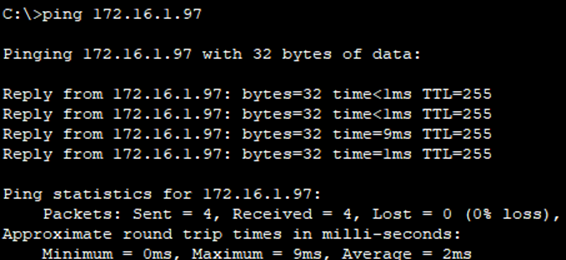 C:\>ping 172.16.1.97
Pinging 172.16.1.97 with 32 bytes of data:
Reply from 172.16.1.97: bytes=32 time<1ms TTL=255
Reply from 172.16.1.97: bytes=32 time<1ms TTL=255
Reply from 172.16.1.97: bytes=32 time=9ms TTL=255
Reply from 172.16.1.97: bytes=32 time=1ms TTL=255
Ping statistics for 172.16.1.97:
Packets: Sent = 4, Received = 4, Lost = 0 (0% loss),
Approximate round trip times in milli-seconds:
Minimum = 0ms, Maximum = 9ms, Average = 2ms